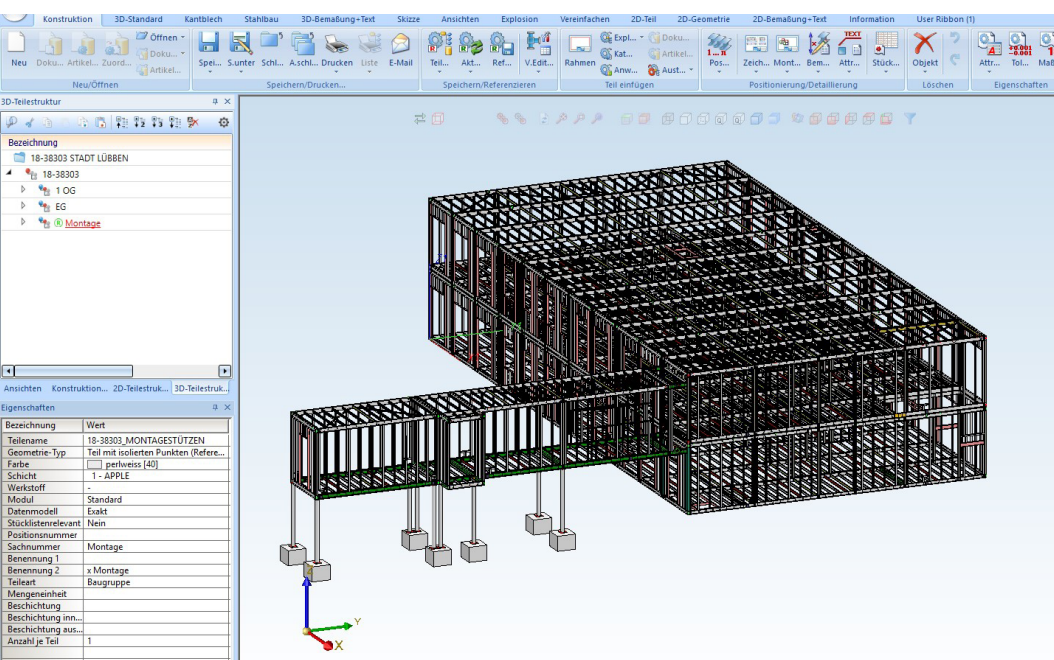 Konstruktion 3D-Standard Kantblech Stahlbau 3D-Bemaßung+Text Skizze Ansichten Explosion Vereinfachen 2D-Teil 2D-Geometrie 2D-Bemaßung+Text Information User Ribbon (1)
Öffnen Expl... Doku... TEXT
Doku... Kat... Artikel...
Neu Doku... Artikel... Zuord... Artikel... Spei... S.unter Schl... A.schl... Drucken Liste E-Mail Teil... Akt... Ref... V.Edit... Rahmen Anw... Aust... Pos... Zeich... Mont... Bem... Attr... Stück... Objekt Attr... Tol... Maß
Neu/Öffnen Speichern/Drucken... Speichern/Referenzieren Teil einfügen Positionierung/Detaillierung Löschen Eigenschaften
3D-Teilestruktur
Bezeichnung
18-38303 STADT LÜBBEN
18-38303
1 OG
EG
® Montage
Ansichten Konstruktion... 2D-Teilestruk... 3D-Teilestruk...
Eigenschaften
Bezeichnung Wert
Teilename 18-38303_MONTAGESTÜTZEN
Geometrie-Typ Teil mit isolierten Punkten (Refere...
Farbe perlweiss [40]
Schicht 1 - APPLE
Werkstoff -
Modul Standard
Datenmodell Exakt
Stücklistenrelevant Nein
Positionsnummer
Sachnummer Montage
Benennung 1
Benennung 2 x Montage
Teileart Baugruppe
Mengeneinheit
Beschichtung
Beschichtung inn...
Beschichtung aus...
Anzahl je Teil 1
Z
Y
X